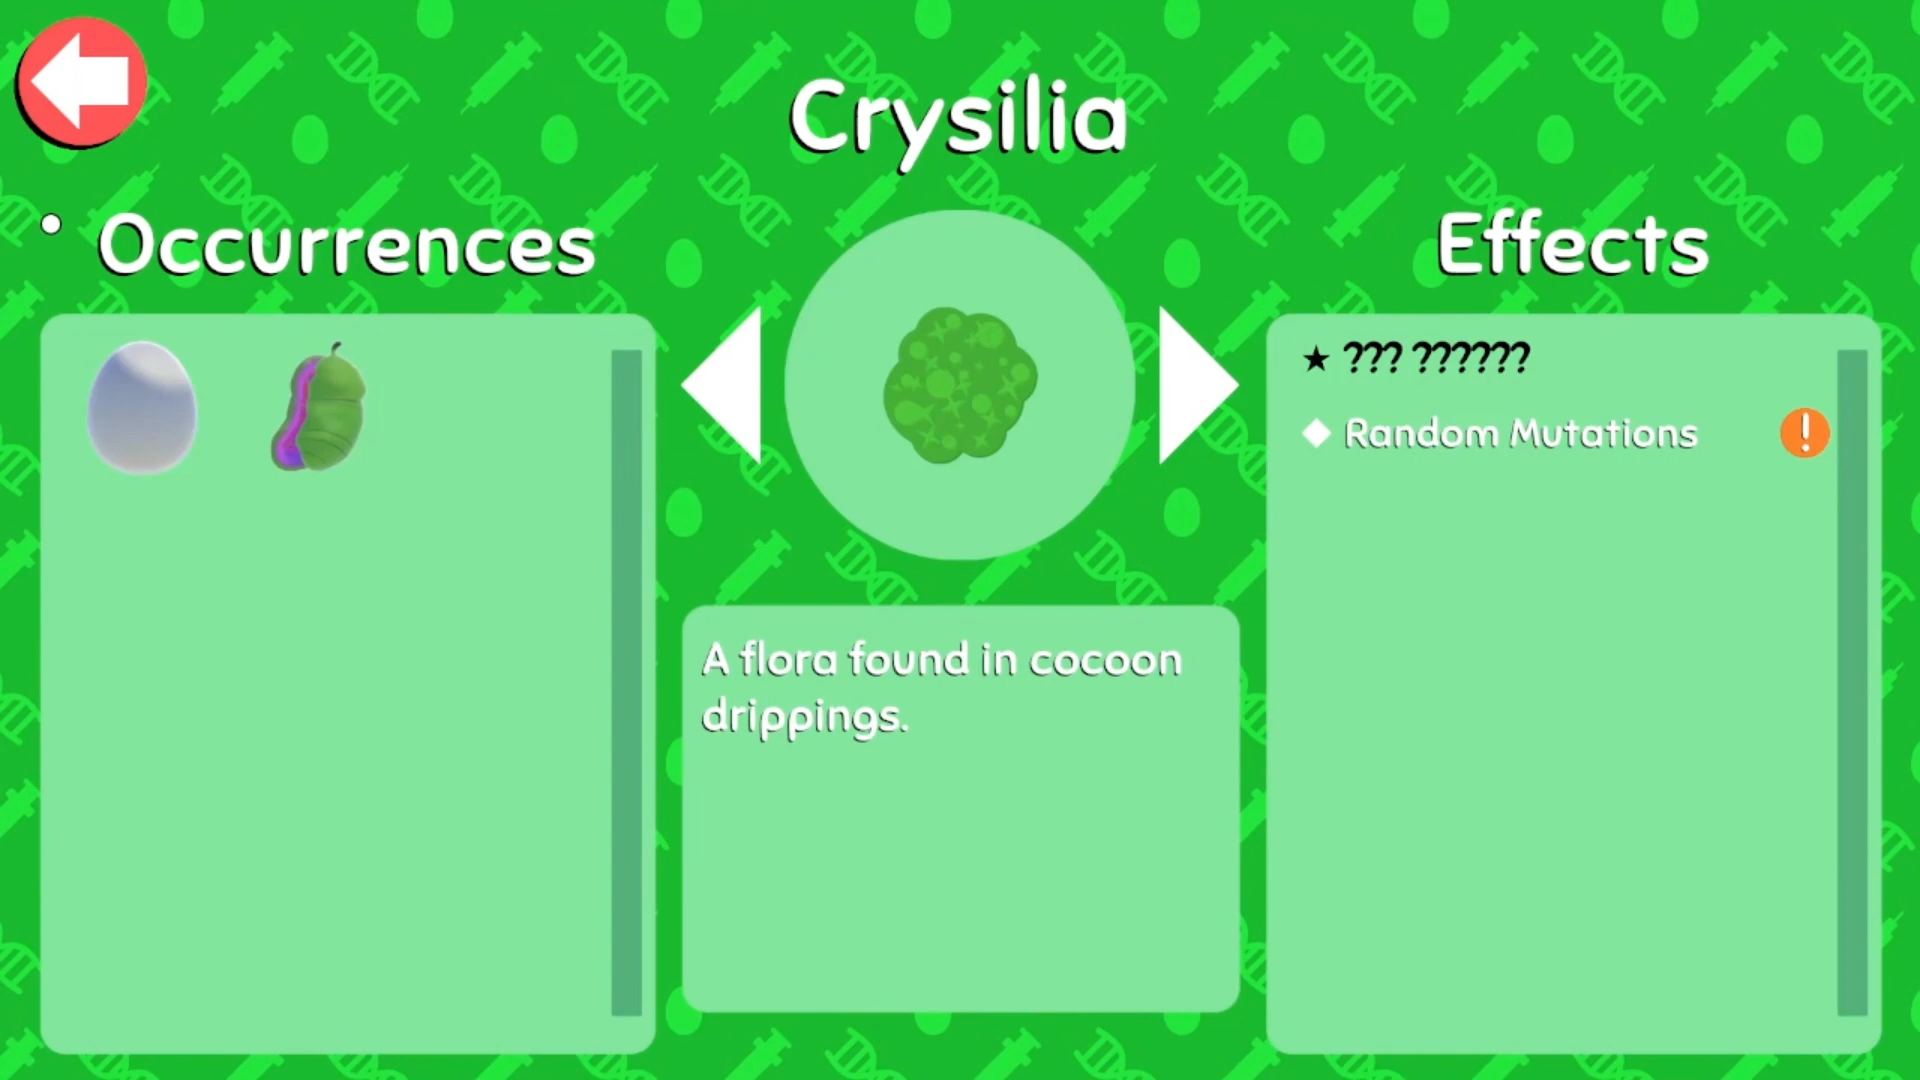 Crysilia
Occurrences
Effects
★ ??? ??????
◆ Random Mutations
!
A flora found in cocoon
drippings.